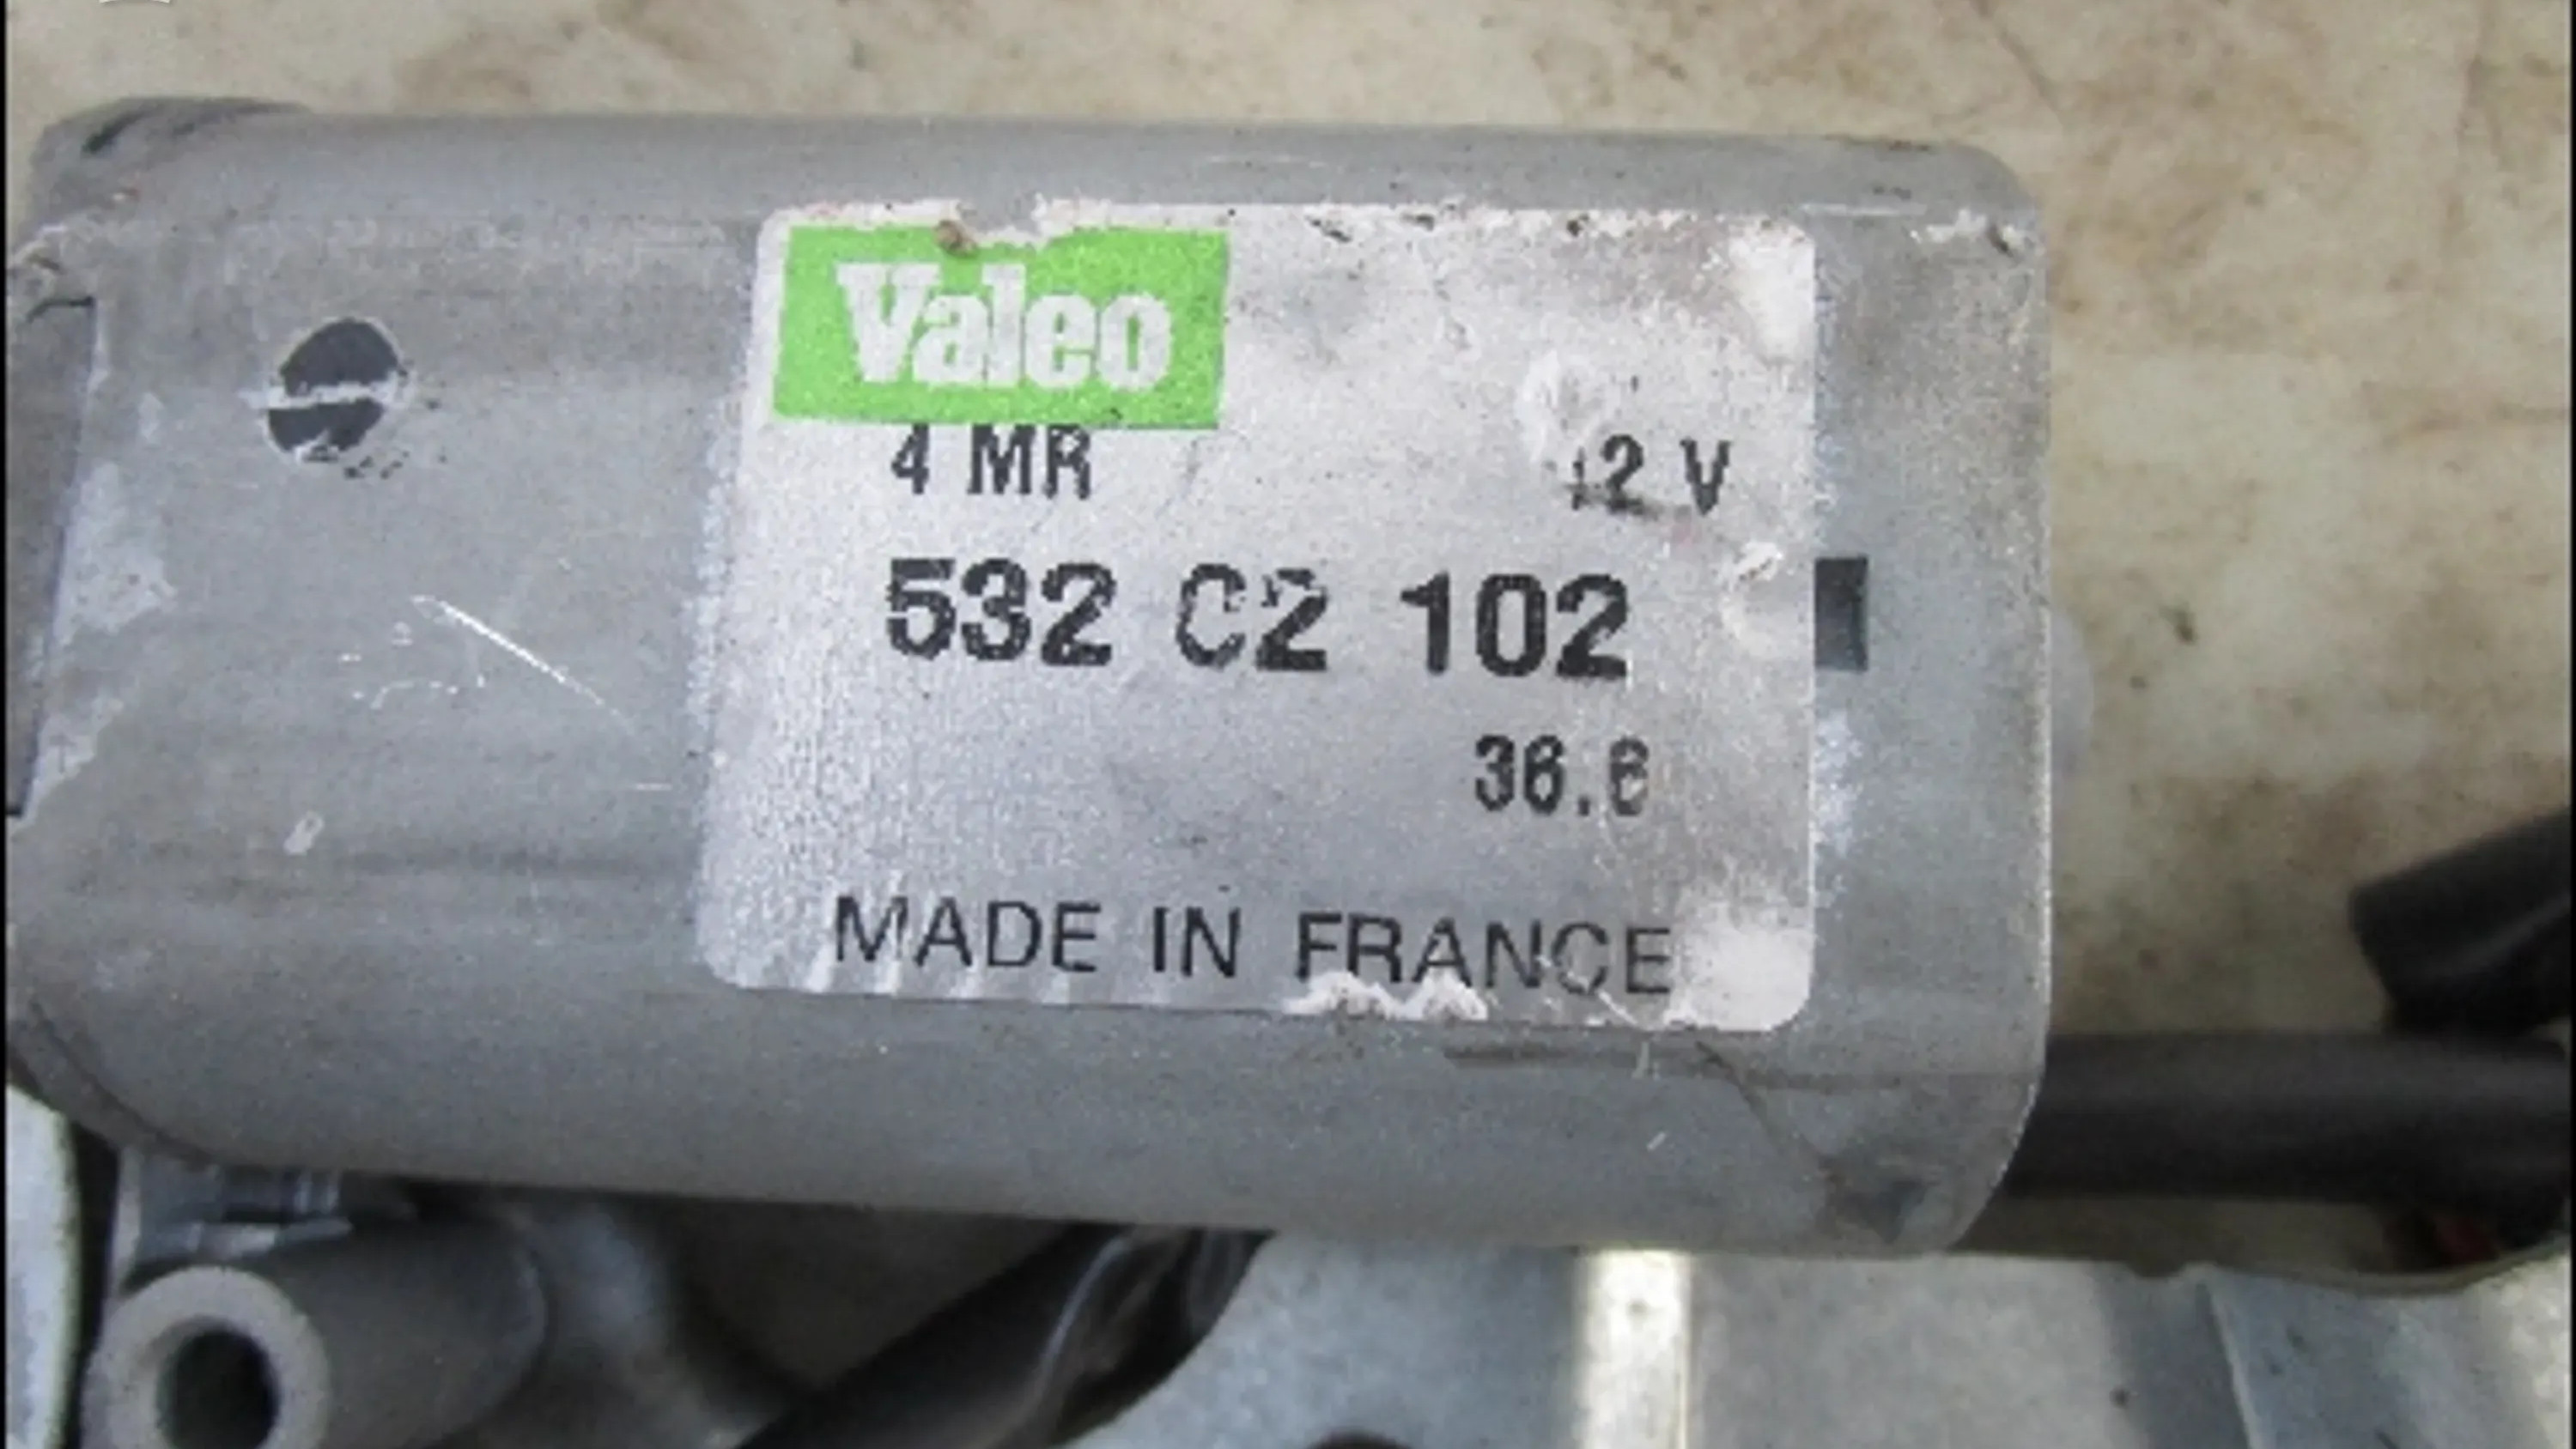 Valeo
4 MR 12 V
532 C2 102
36.6
MADE IN FRANCE